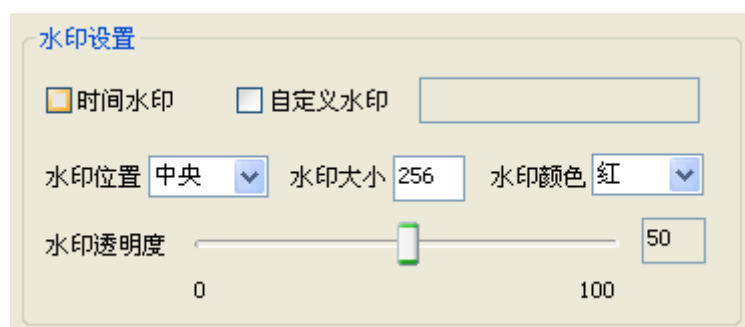 水印设置
时间水印 自定义水印
水印位置 中央 水印大小 256 水印颜色 红
水印透明度 50
0 100